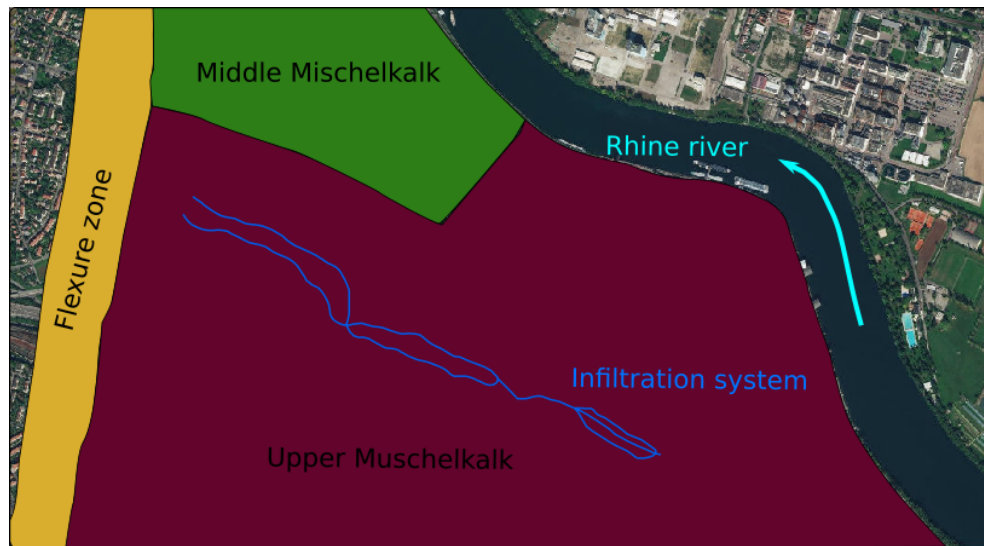 Middle Mischelkalk
Rhine river
Flexure zone
Infiltration system
Upper Muschelkalk